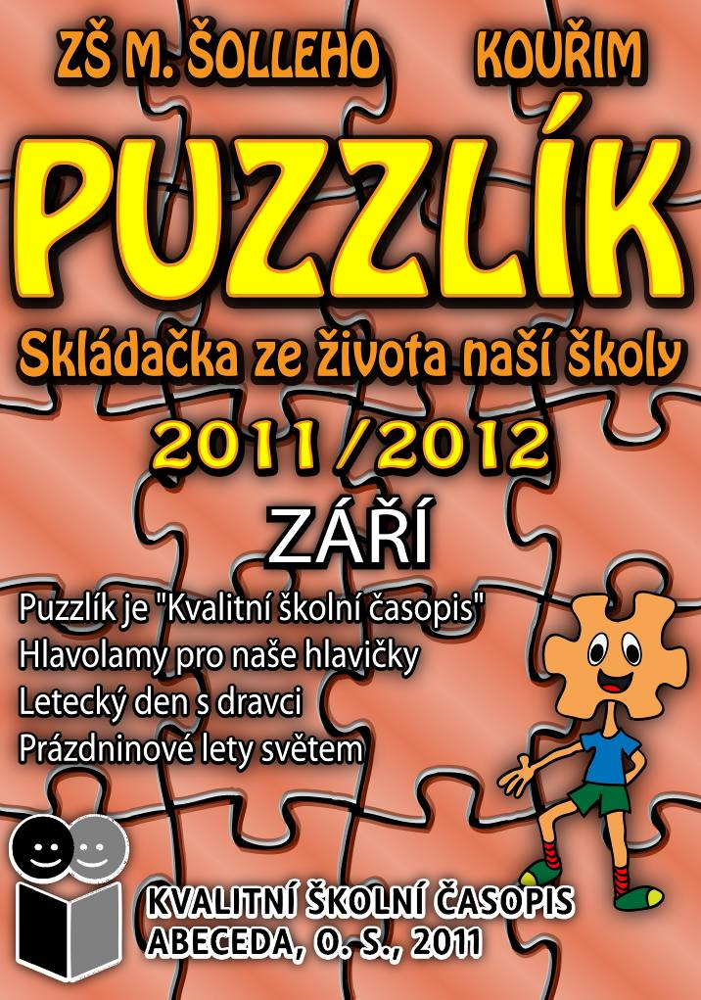 ZŠ M. ŠOLLEHO KOUŘIM
PUZZLÍK
Skládačka ze života naší školy
2011/2012
ZÁŘÍ
Puzzlík je "Kvalitní školní časopis"
Hlavolamy pro naše hlavičky
Letecký den s dravci
Prázdninové lety světem
KVALITNÍ ŠKOLNÍ ČASOPIS
ABECEDA, O. S., 2011